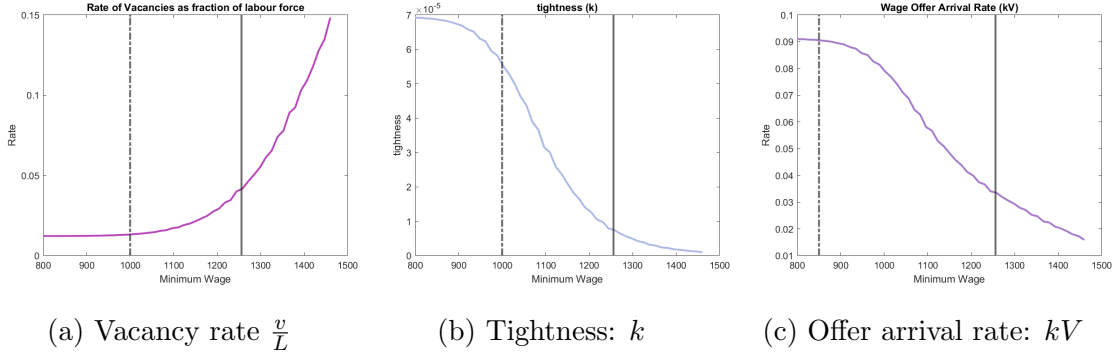 Rate of Vacancies as fraction of labour force
0.15
0.1
0.05
0
Rate
800 900 1000 1100 1200 1300 1400 1500
Minimum Wage
(a) Vacancy rate v/L
×10⁻⁵
tightness (k)
7
6
5
4
3
2
1
0
tightness
800 900 1000 1100 1200 1300 1400 1500
Minimum Wage
(b) Tightness: k
Wage Offer Arrival Rate (kV)
0.1
0.09
0.08
0.07
0.06
0.05
0.04
0.03
0.02
0.01
Rate
800 900 1000 1100 1200 1300 1400 1500
Minimum Wage
(c) Offer arrival rate: kV